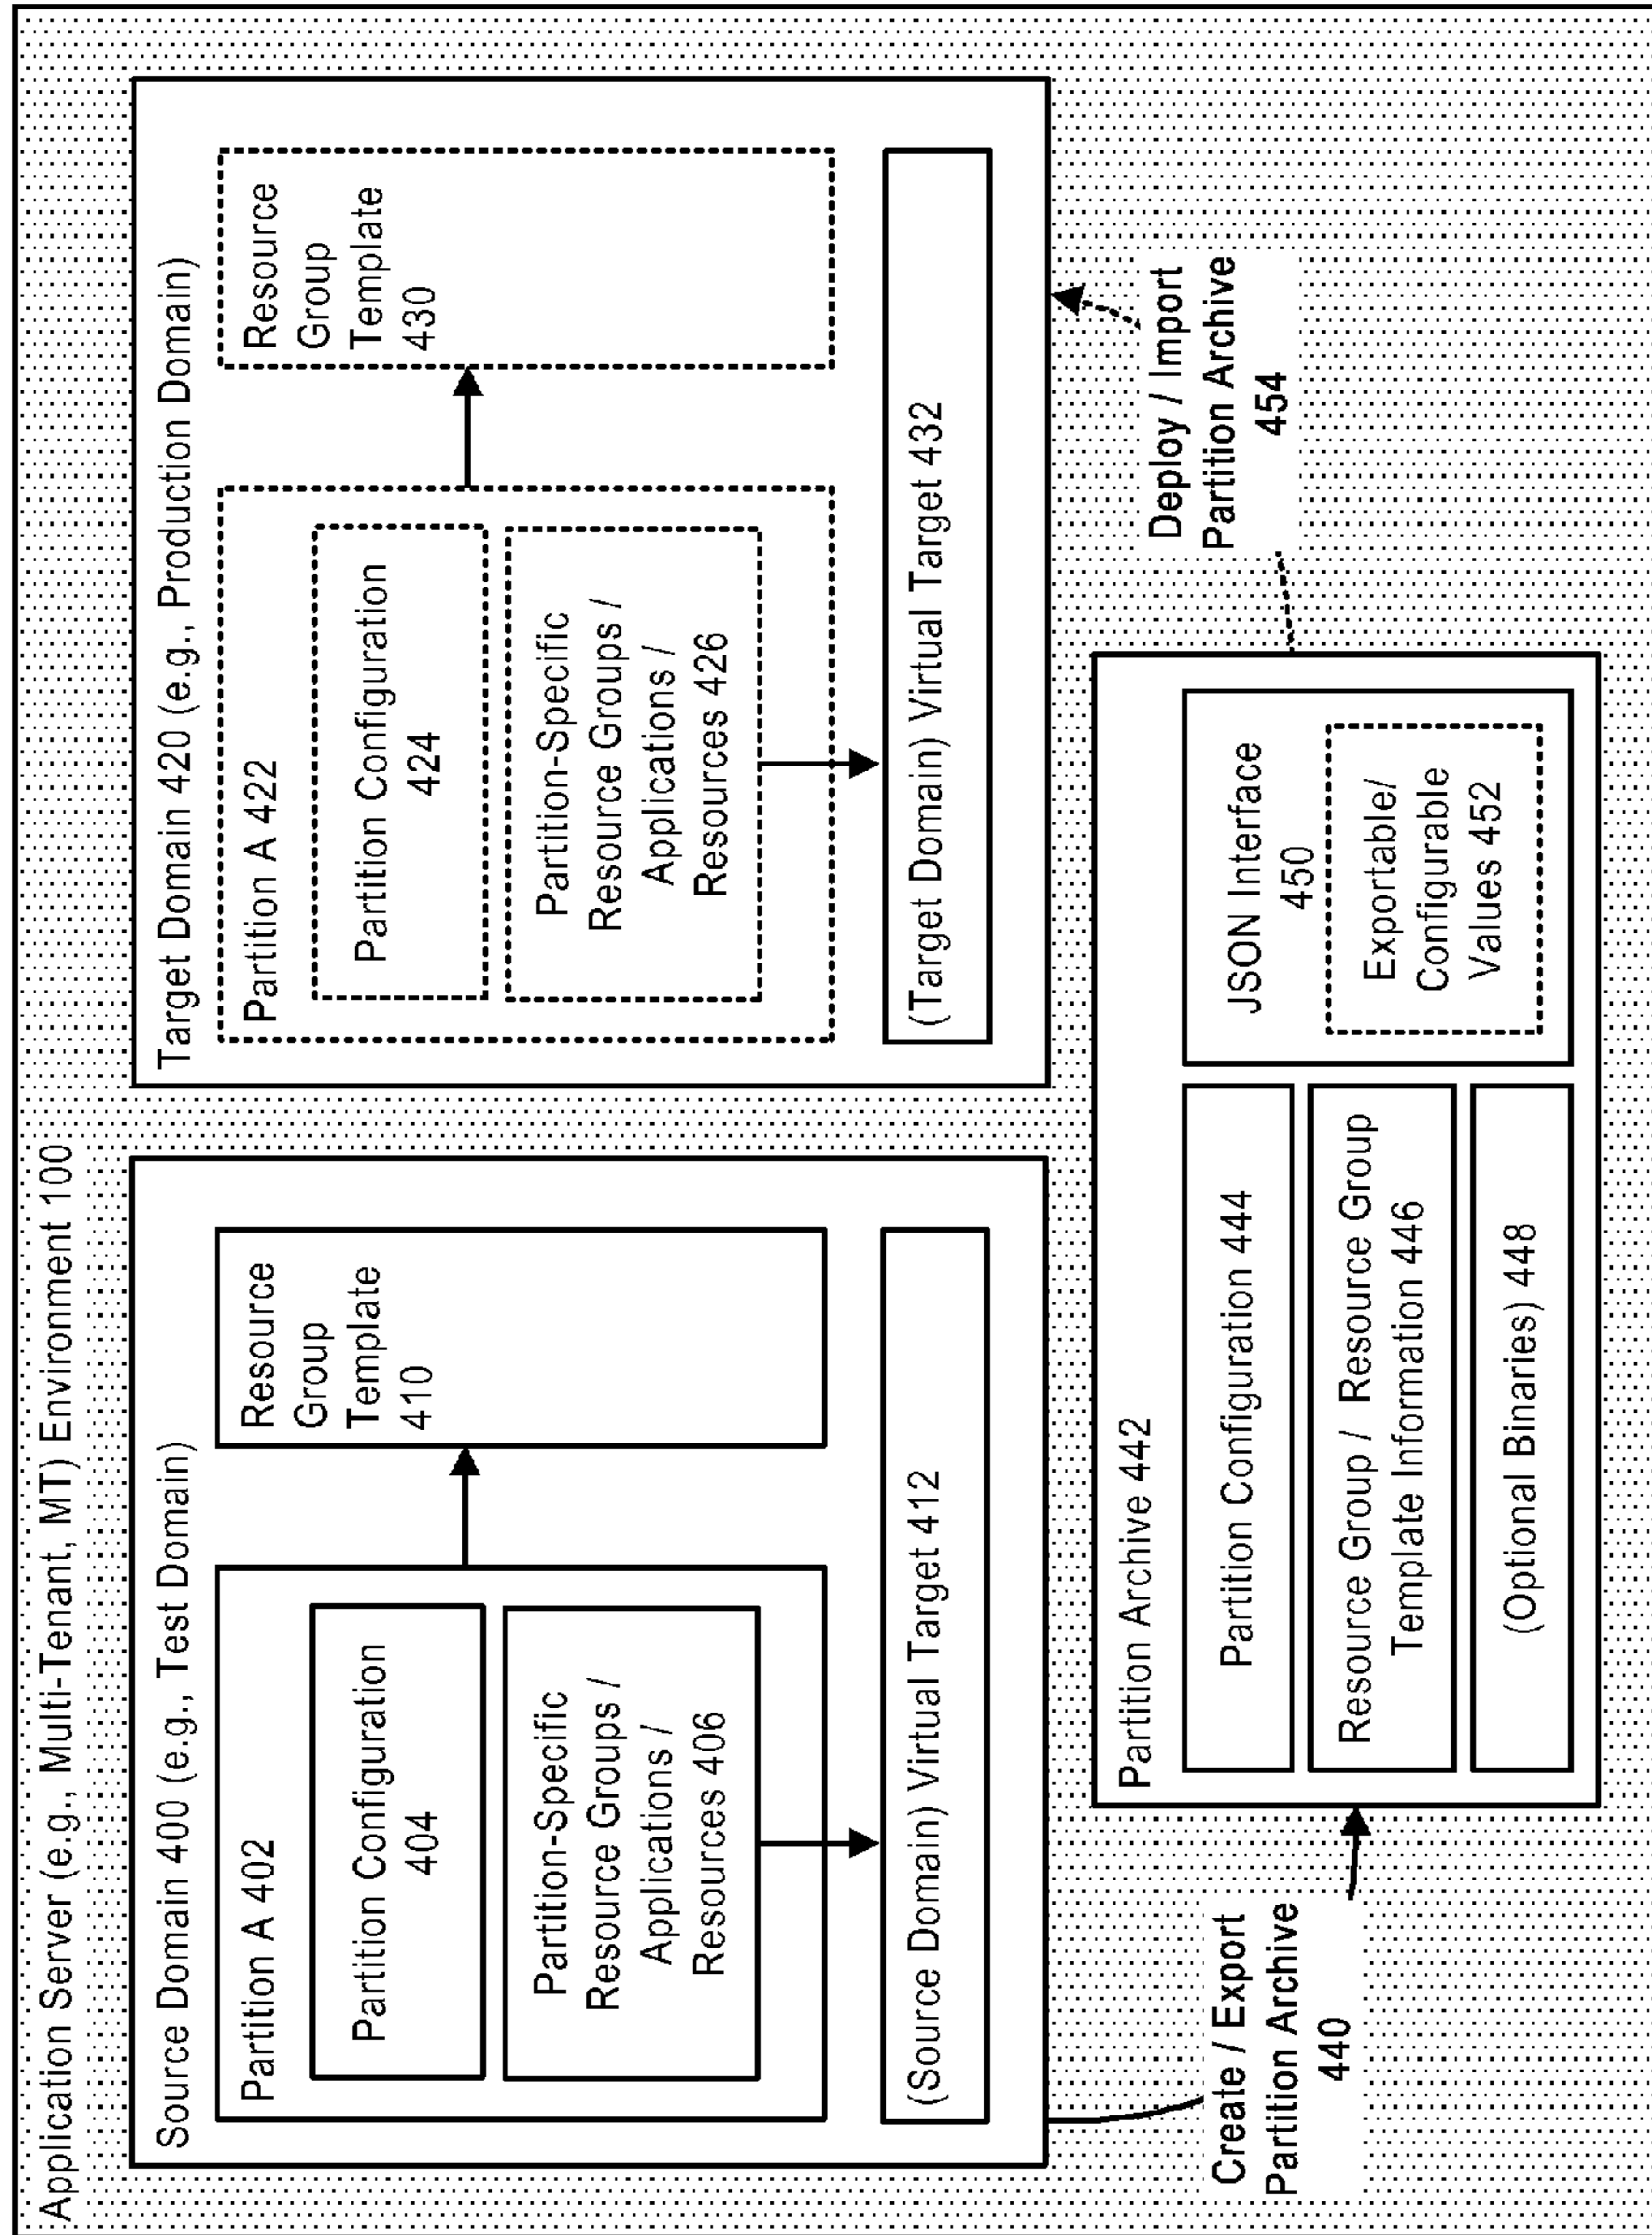 Application Server (e.g., Multi-Tenant, MT) Environment 100
Source Domain 400 (e.g., Test Domain)
Partition A 402
Partition Configuration
404
Partition-Specific
Resource Groups /
Applications /
Resources 406
Resource
Group
Template
410
(Source Domain) Virtual Target 412
Target Domain 420 (e.g., Production Domain)
Partition A 422
Partition Configuration
424
Partition-Specific
Resource Groups /
Applications /
Resources 426
Resource
Group
Template
430
(Target Domain) Virtual Target 432
Create / Export
Partition Archive
440
Partition Archive 442
Partition Configuration 444
Resource Group / Resource Group
Template Information 446
(Optional Binaries) 448
JSON Interface
450
Exportable/
Configurable
Values 452
Deploy / Import
Partition Archive
454